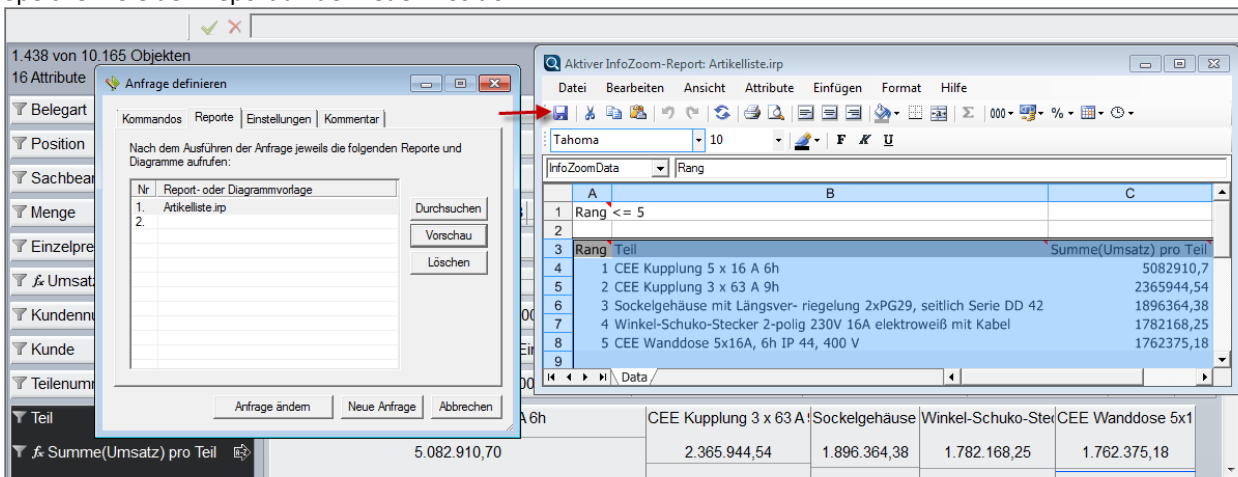 1.438 von 10.165 Objekten
16 Attribute
Belegart
Position
Menge
fx
Kunde
Teil
fx Summe(Umsatz) pro Teil
Anfrage definieren
Kommandos Reporte Einstellungen Kommentar
Nach dem Ausführen der Anfrage jeweils die folgenden Reporte und
Diagramme aufrufen:
Nr Report- oder Diagrammvorlage
1. Artikelliste.irp
2.
Durchsuchen
Vorschau
Löschen
Anfrage ändern Neue Anfrage Abbrechen
Aktiver InfoZoom-Report: Artikelliste.irp
Datei Bearbeiten Ansicht Attribute Einfügen Format Hilfe
Σ 000 %
Tahoma 10 F K U
InfoZoomData Rang
A B C
1 Rang <= 5
2
3 Rang Teil Summe(Umsatz) pro Teil
4 1 CEE Kupplung 5 x 16 A 6h 5082910,7
5 2 CEE Kupplung 3 x 63 A 9h 2365944,54
6 3 Sockelgehäuse mit Längsver- riegelung 2xPG29, seitlich Serie DD 42 1896364,38
7 4 Winkel-Schuko-Stecker 2-polig 230V 16A elektroweiß mit Kabel 1782168,25
8 5 CEE Wanddose 5x16A, 6h IP 44, 400 V 1762375,18
9
Data
A 6h CEE Kupplung 3 x 63 A Sockelgehäuse Winkel-Schuko-Stec CEE Wanddose 5x1
5.082.910,70 2.365.944,54 1.896.364,38 1.782.168,25 1.762.375,18